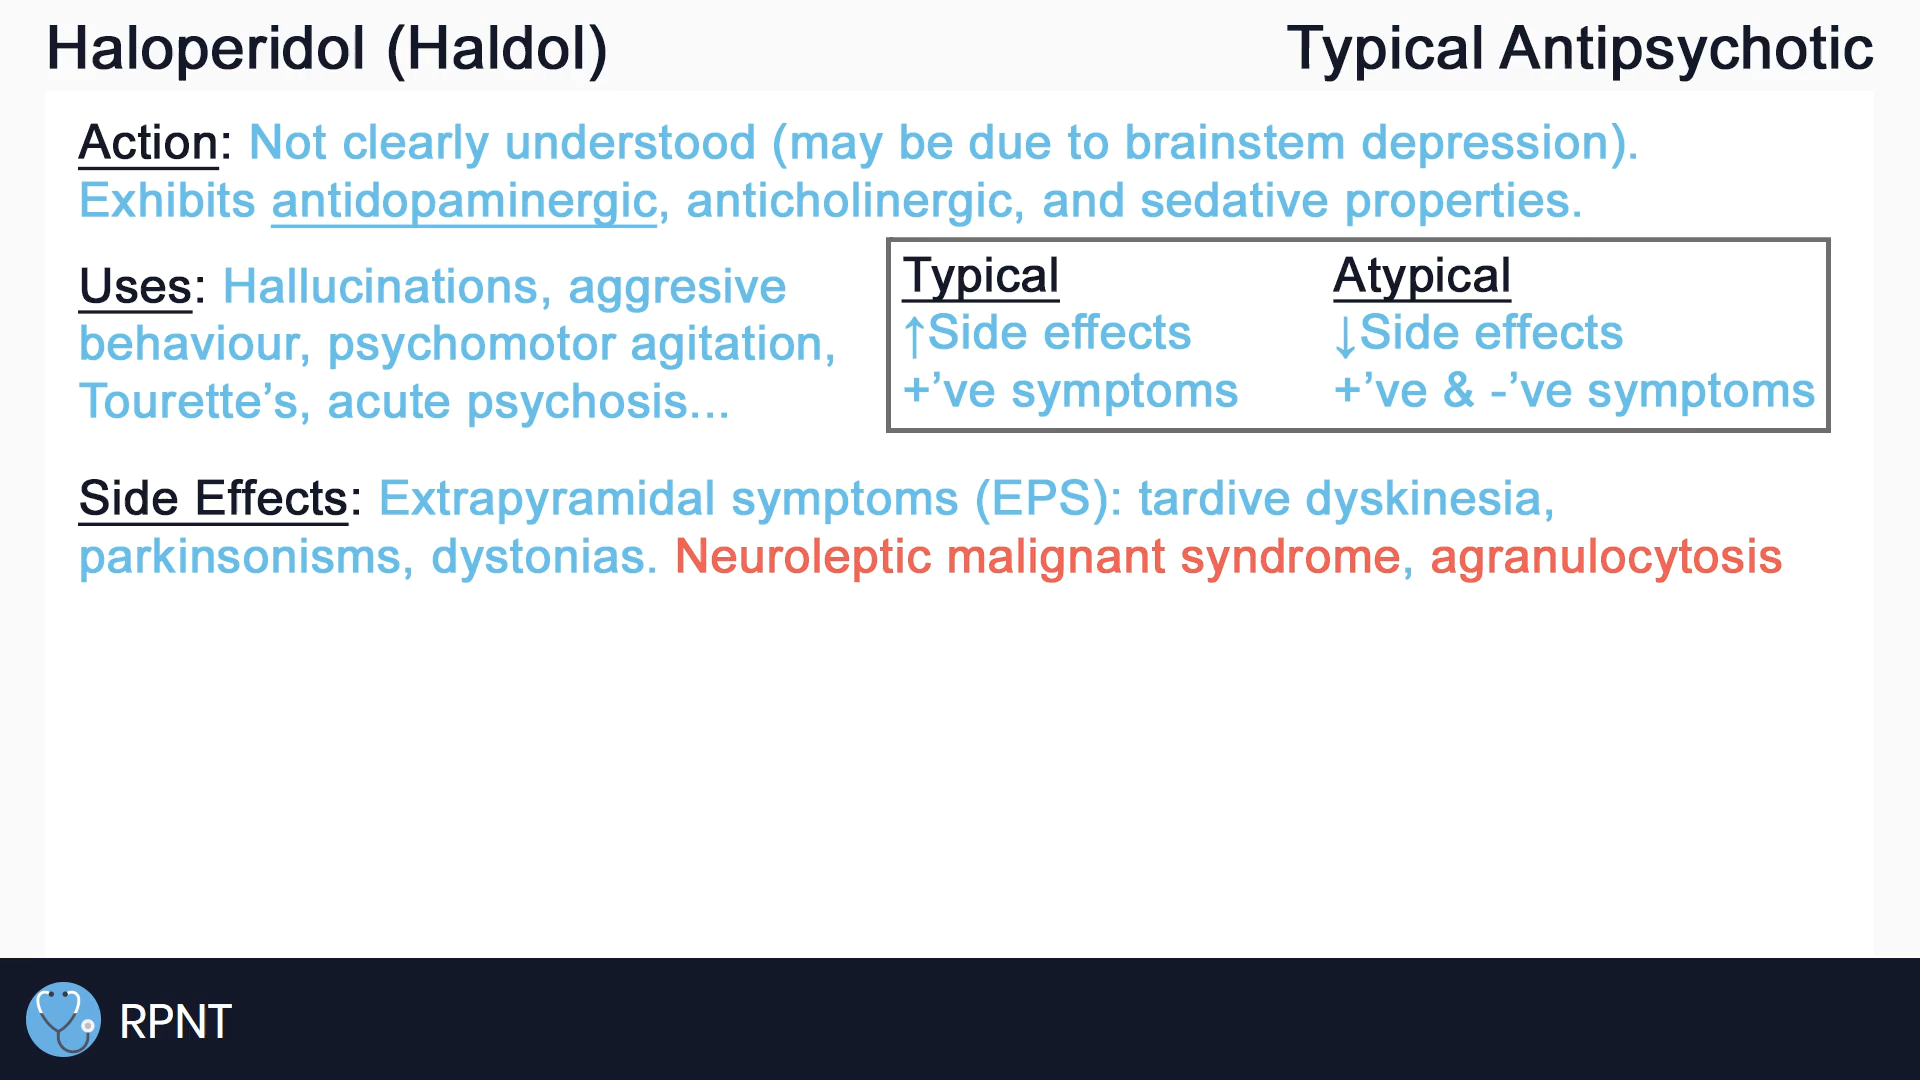 Haloperidol (Haldol)
Typical Antipsychotic
Action: Not clearly understood (may be due to brainstem depression).
Exhibits antidopaminergic, anticholinergic, and sedative properties.
Uses: Hallucinations, aggresive
behaviour, psychomotor agitation,
Tourette’s, acute psychosis...
Typical
↑Side effects
+’ve symptoms
Atypical
↓Side effects
+’ve & -’ve symptoms
Side Effects: Extrapyramidal symptoms (EPS): tardive dyskinesia,
parkinsonisms, dystonias. Neuroleptic malignant syndrome, agranulocytosis
RPNT